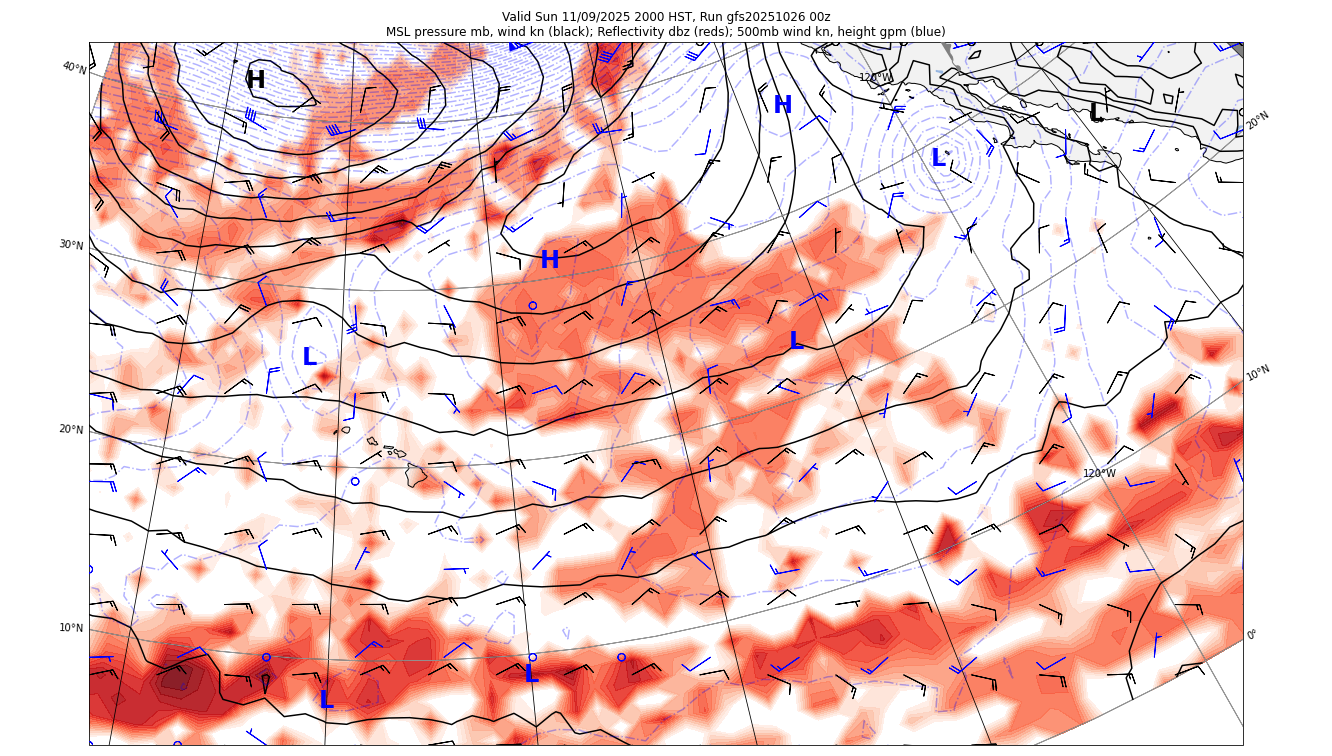 Valid Sun 11/09/2025 2000 HST, Run gfs20251026 00z
MSL pressure mb, wind kn (black); Reflectivity dbz (reds); 500mb wind kn, height gpm (blue)
40°N
H
120°W
H
L
20°N
L
30°N
H
L
L
10°N
20°N
120°W
10°N
0°
L
L